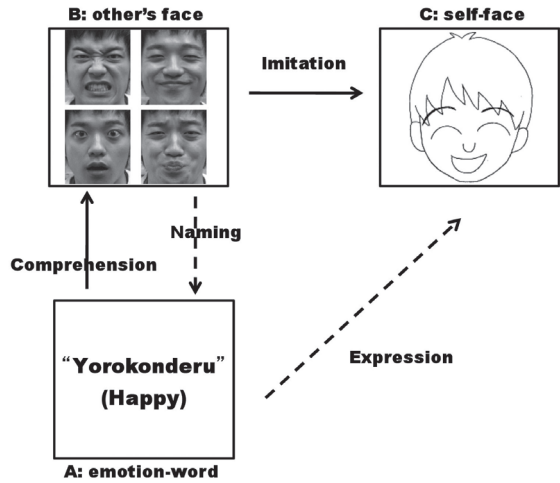 B: other’s face
C: self-face
Imitation
Naming
Comprehension
“Yorokonderu”
(Happy)
Expression
A: emotion-word